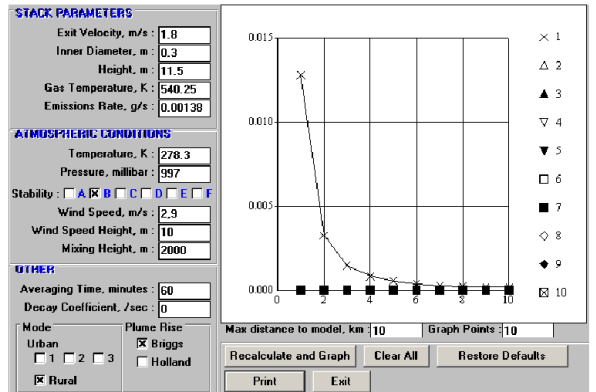 STACK PARAMETERS
Exit Velocity, m/s : 1.8
Inner Diameter, m : 0.3
Height, m : 11.5
Gas Temperature, K : 540.25
Emissions Rate, g/s : 0.00138
ATMOSPHERIC CONDITIONS
Temperature, K : 278.3
Pressure, millibar : 997
Stability : A B C D E F
Wind Speed, m/s : 2,9
Wind Speed Height, m : 10
Mixing Height, m : 2000
OTHER
Averaging Time, minutes : 60
Decay Coefficient, /sec : 0
Mode
Urban
1 2 3
Rural
Plume Rise
Briggs
Holland
0.015
0.010
0.005
0.000
0 2 4 6 8 10
1
2
3
4
5
6
7
8
9
10
Max distance to model, km : 10 Graph Points : 10
Recalculate and Graph Clear All Restore Defaults
Print Exit